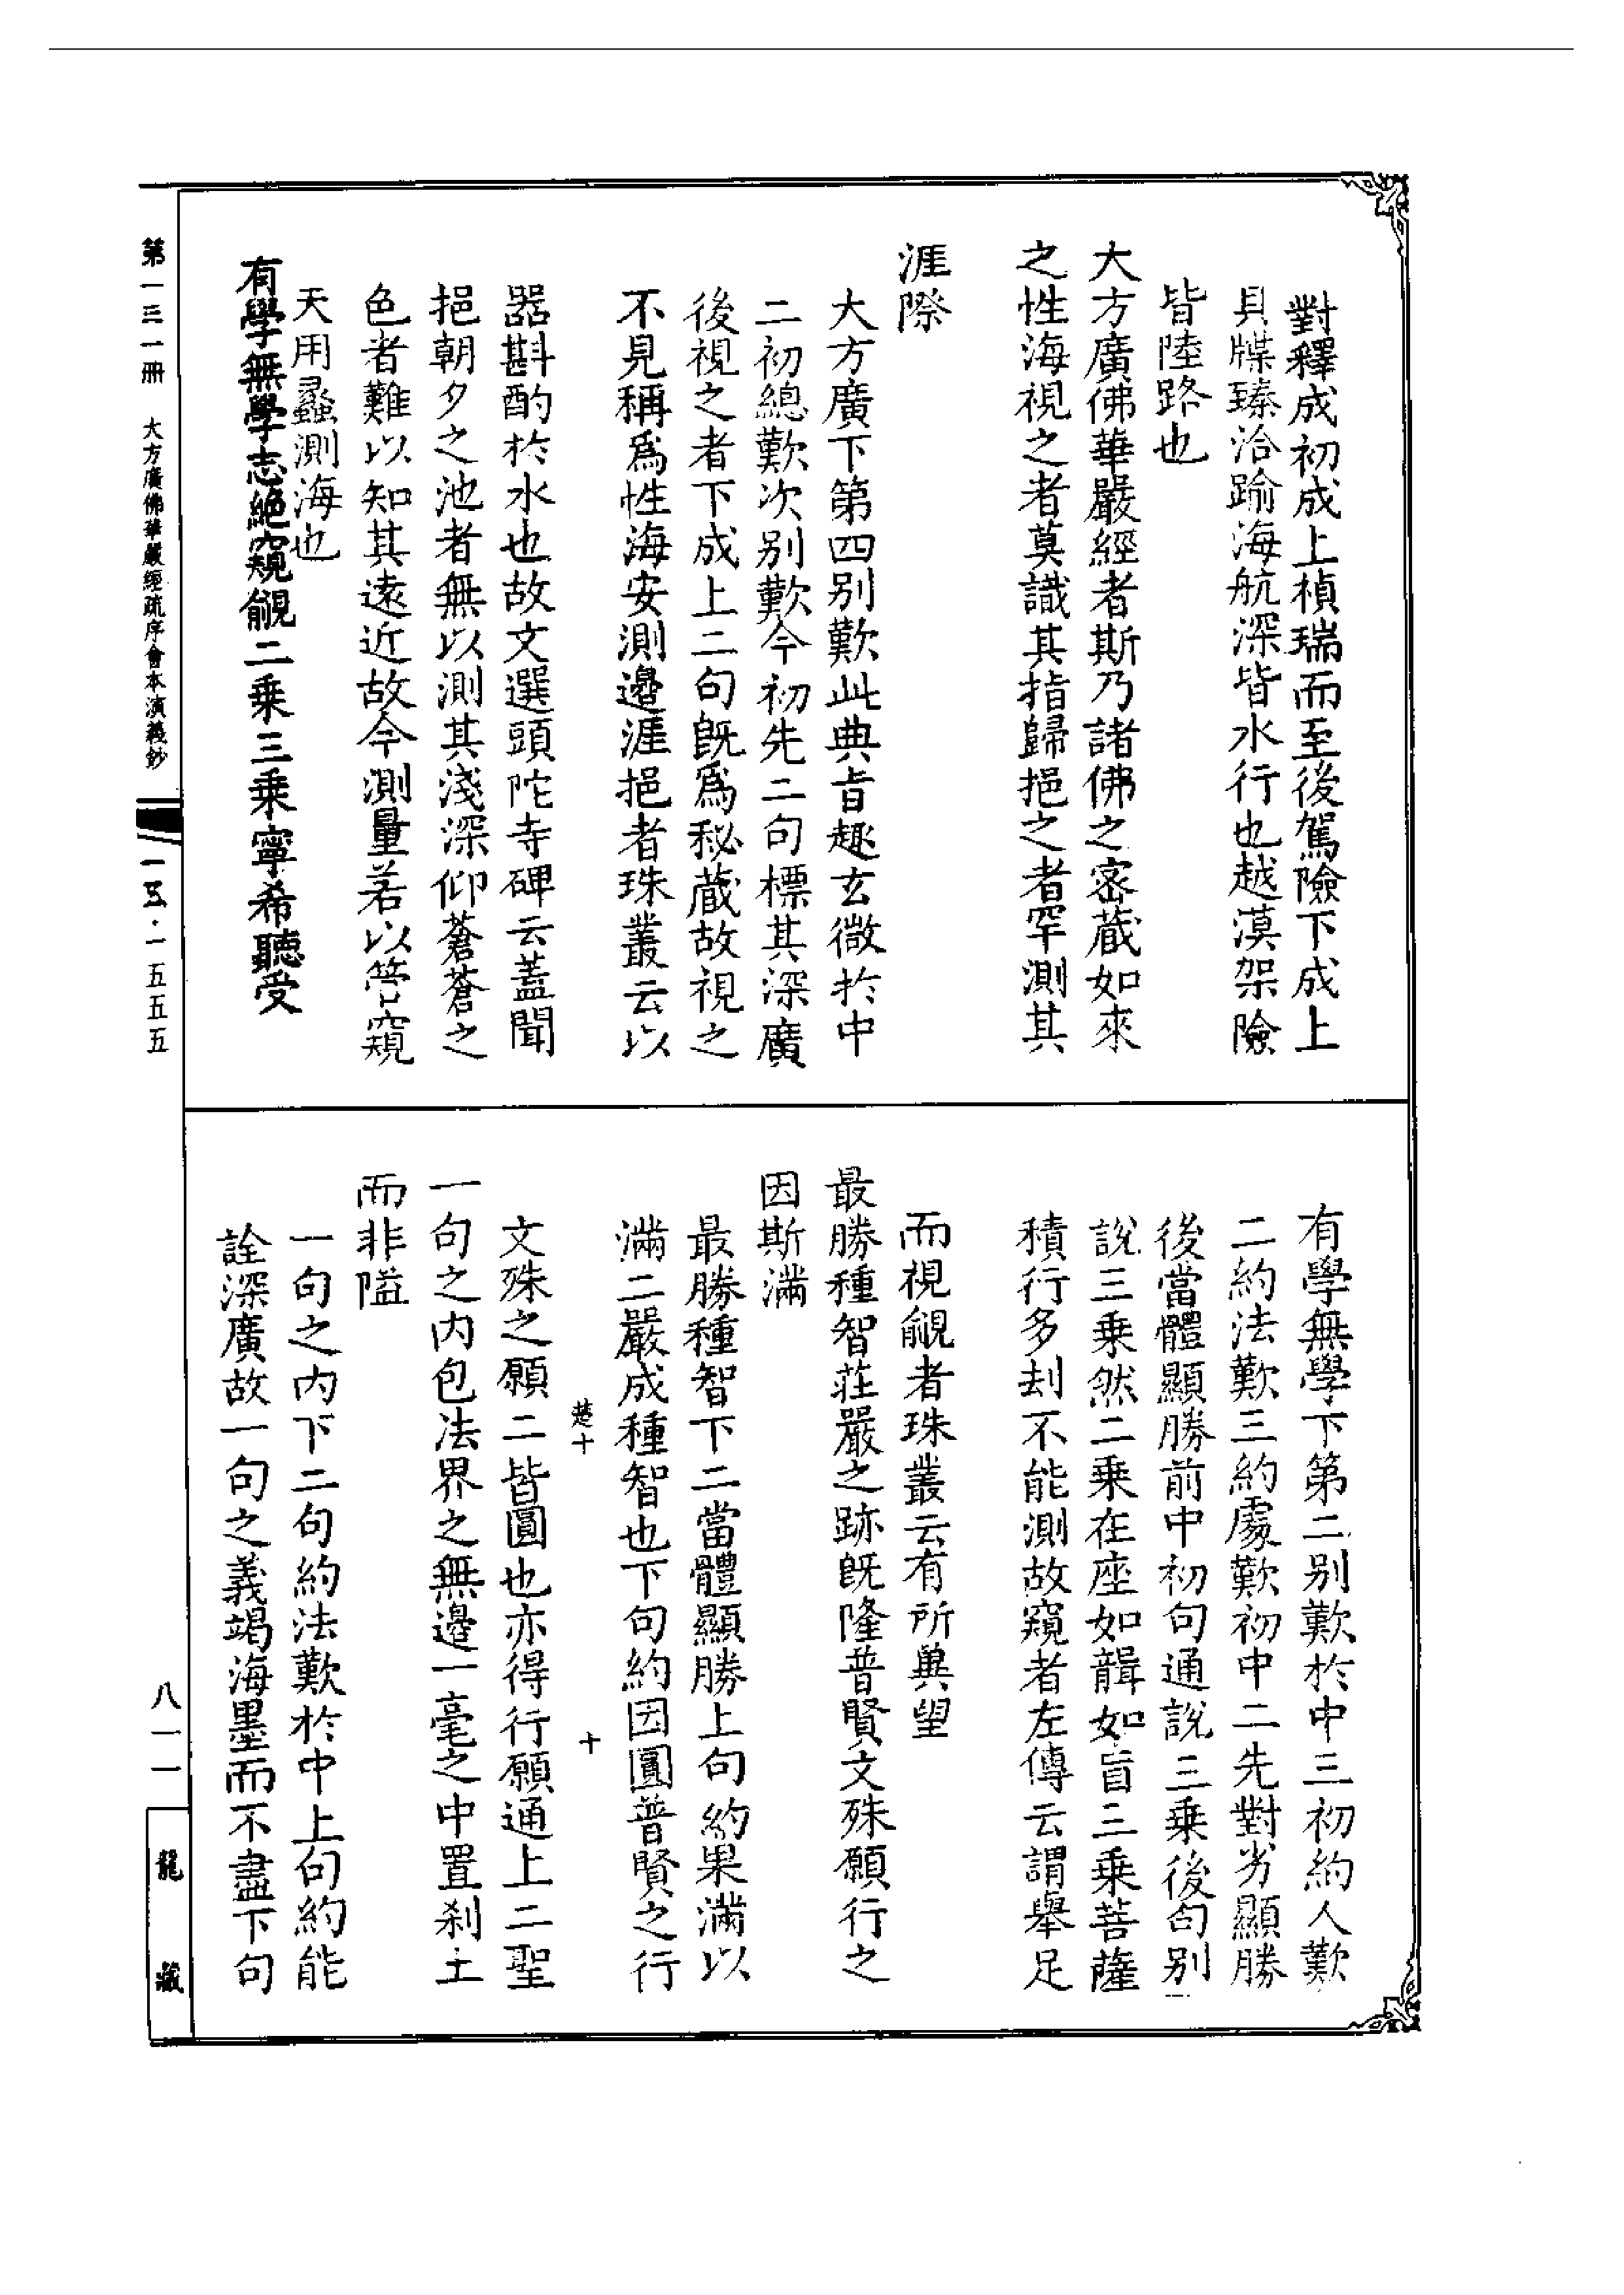 對釋成初成上禎瑞而至後駕險下成上
具牒臻洽踰海航深皆水行也越漠架險
皆陸路也
大方廣佛華嚴經者斯乃諸佛之密藏如來
之性海視之者莫識其指歸挹之者罕測其
涯際
大方廣下第四別歎此典旨趣玄微於中
二初總歎次別歎今初先二句標其深廣
後視之者下成上二句旣爲秘藏故視之
不見稱爲性海安測邊涯挹者珠叢云以
器斟酌於水也故文選頭陀寺碑云蓋聞
挹朝夕之池者無以測其淺深仰蒼蒼之
色者難以知其遠近故今測量若以管窺
天用蠡測海也
有學無學志絕窺覦二乘三乘寧希聽受
有學無學下第二別歎於中三初約人歎
二約法歎三約處歎初中二先對劣顯勝
後當體顯勝前中初句通說三乘後句別
說三乘然二乘在座如聾如盲三乘菩薩
積行多刦不能測故窺者左傳云謂舉足
而視覦者珠叢云有所兾望
最勝種智莊嚴之跡旣隆普賢文殊願行之
因斯滿
最勝種智下二當體顯勝上句約果滿以
滿二嚴成種智也下句約因圓普賢之行
楚十
十
文殊之願二皆圓也亦得行願通上二聖
一句之內包法界之無邊一毫之中置刹土
而非隘
一句之內下二句約法歎於中上句約能
詮深廣故一句之義竭海墨而不盡下句
第一三一冊
大方廣佛華嚴經疏序會本演義鈔
一五·一五五五
八一一
龍藏